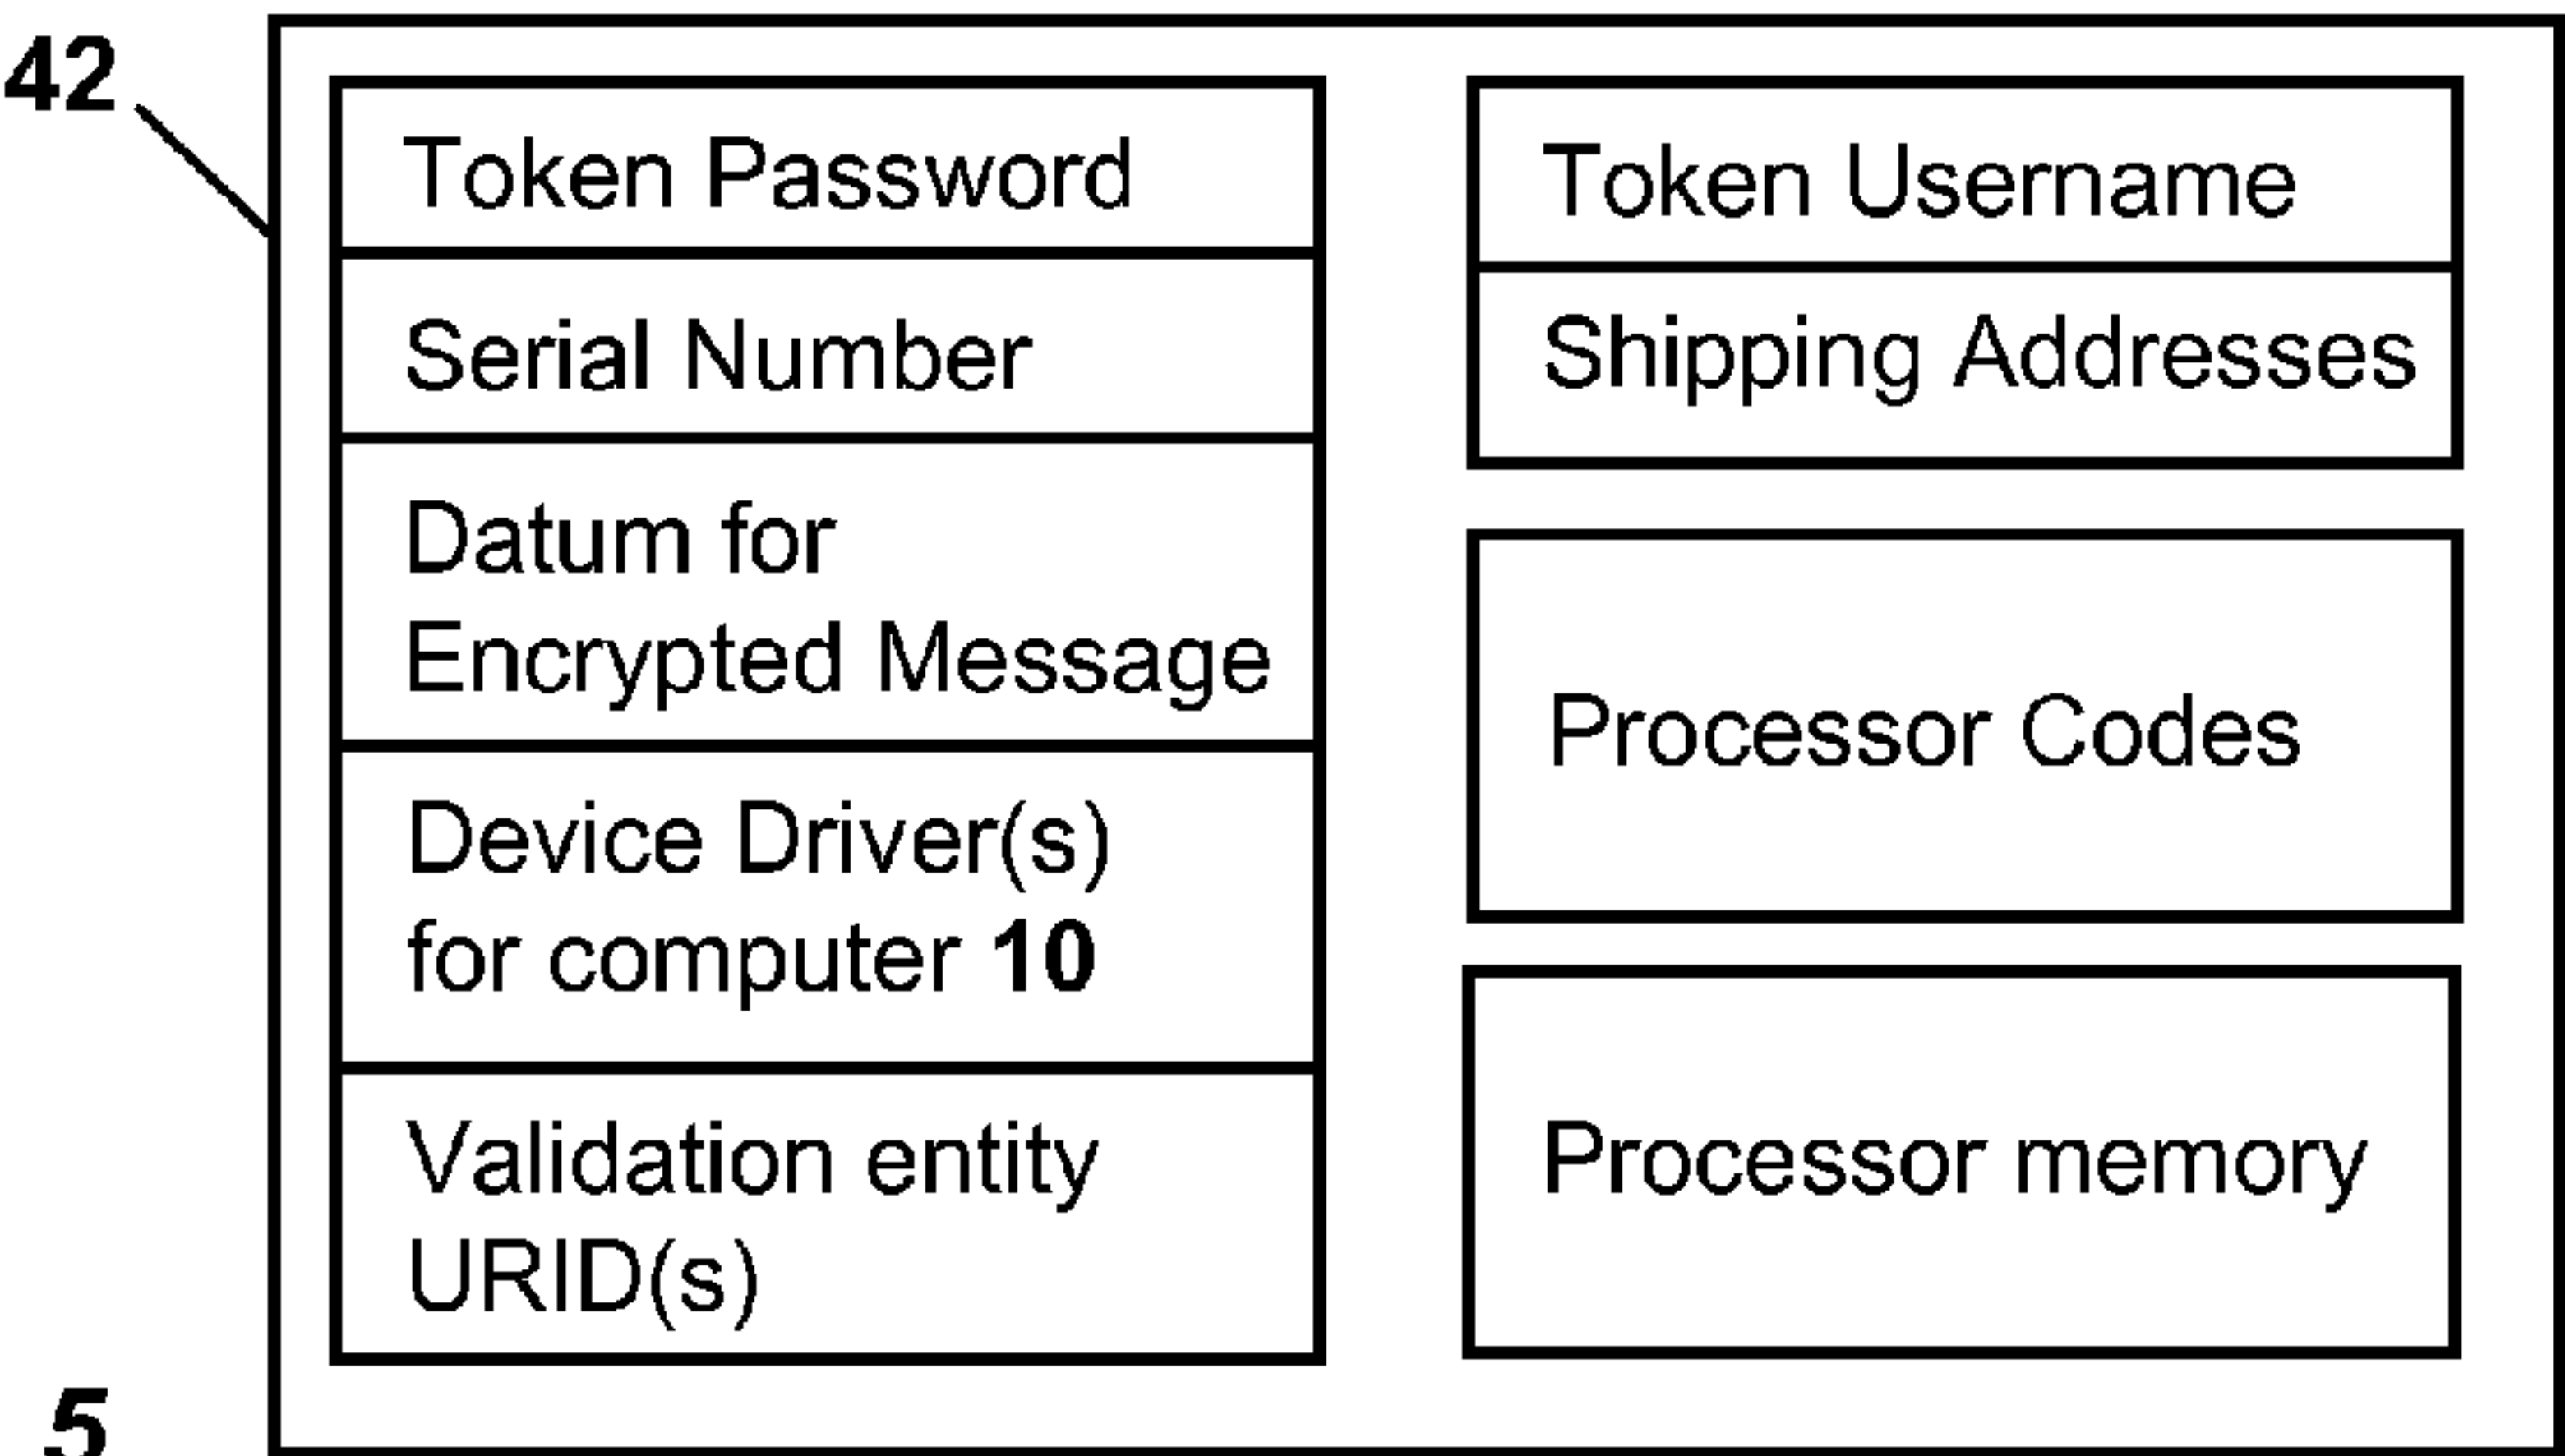 42
Token Password
Serial Number
Datum for
Encrypted Message
Device Driver(s)
for computer 10
Validation entity
URID(s)
Token Username
Shipping Addresses
Processor Codes
Processor memory
5